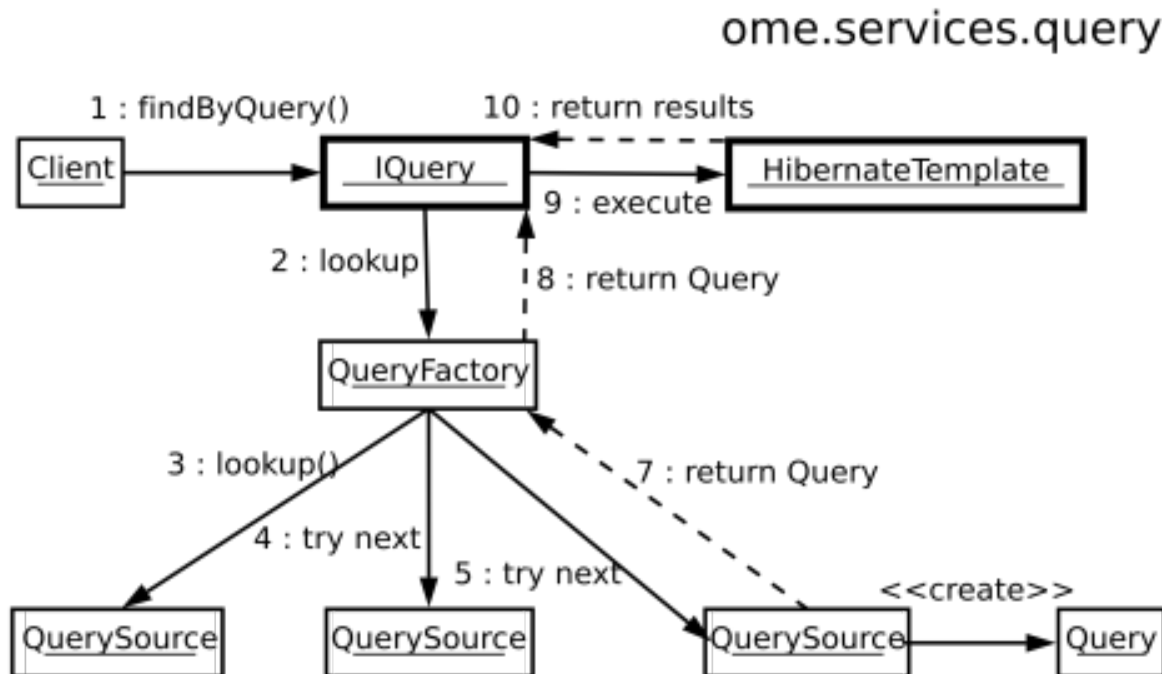 ome.services.query
1 : findByQuery()
10 : return results
Client
IQuery
HibernateTemplate
9 : execute
2 : lookup
8 : return Query
QueryFactory
3 : lookup()
7 : return Query
4 : try next
5 : try next
<<create>>
QuerySource
QuerySource
QuerySource
Query